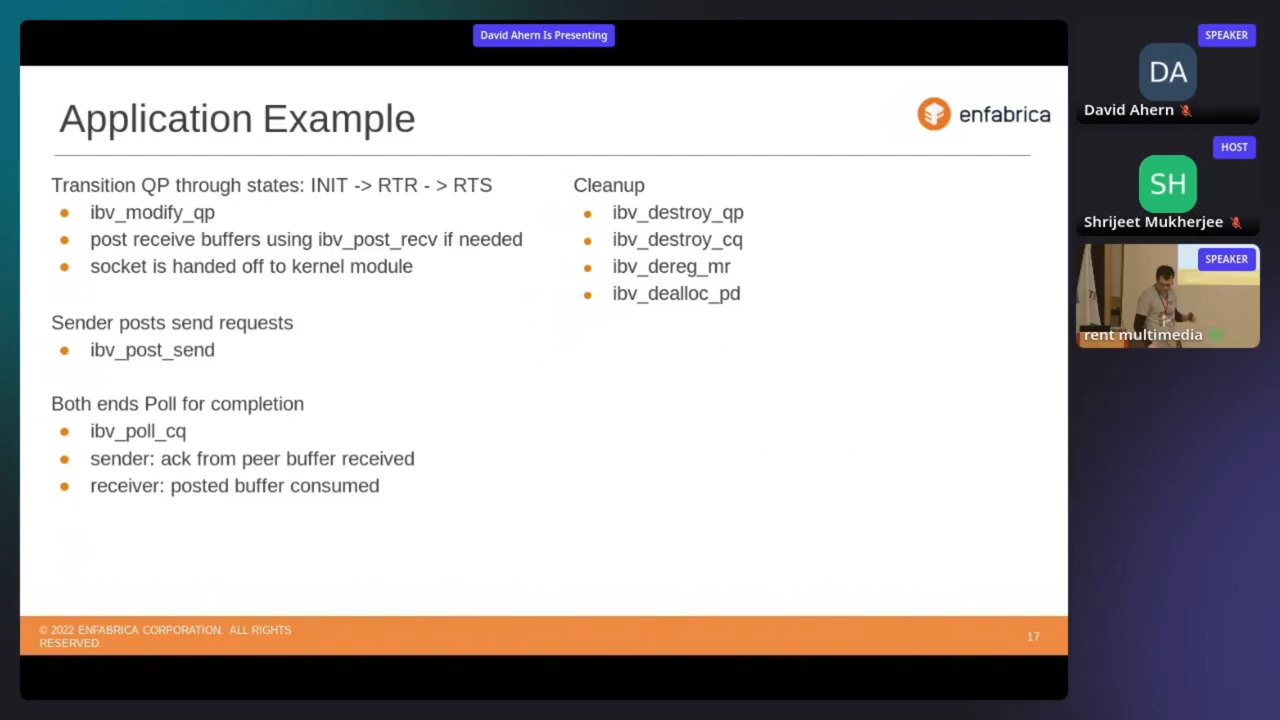 David Ahern Is Presenting
Application Example
enfabrica
Transition QP through states: INIT -> RTR - > RTS
ibv_modify_qp
post receive buffers using ibv_post_recv if needed
socket is handed off to kernel module
Sender posts send requests
ibv_post_send
Both ends Poll for completion
ibv_poll_cq
sender: ack from peer buffer received
receiver: posted buffer consumed
Cleanup
ibv_destroy_qp
ibv_destroy_cq
ibv_dereg_mr
ibv_dealloc_pd
© 2022 ENFABRICA CORPORATION. ALL RIGHTS
RESERVED.
17
SPEAKER
DA
David Ahern
HOST
SH
Shrijeet Mukherjee
SPEAKER
rent multimedia